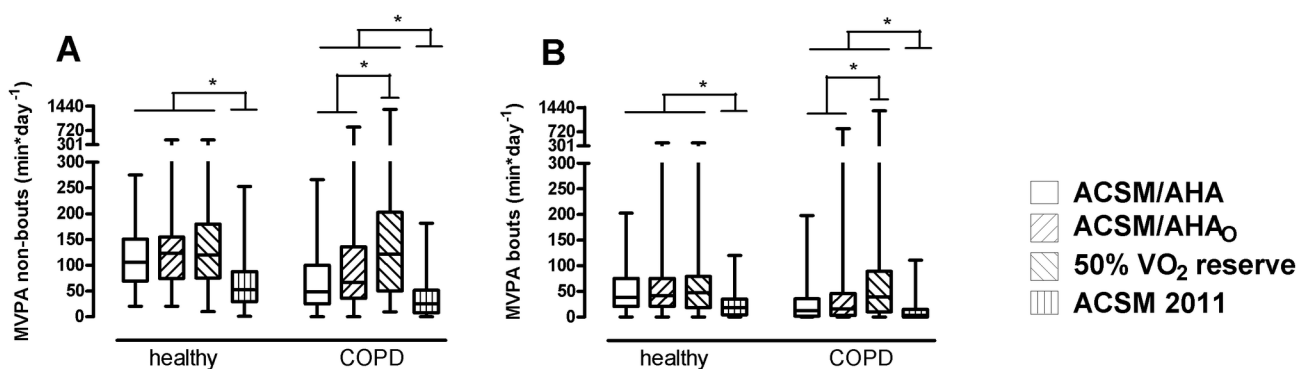 A
MVPA non-bouts (min*day-1)
1440
720
301
300
250
200
150
100
50
0
*
*
*
healthy
COPD
B
MVPA bouts (min*day-1)
1440
720
301
300
250
200
150
100
50
0
*
*
*
healthy
COPD
ACSM/AHA
ACSM/AHAO
50% VO2 reserve
ACSM 2011